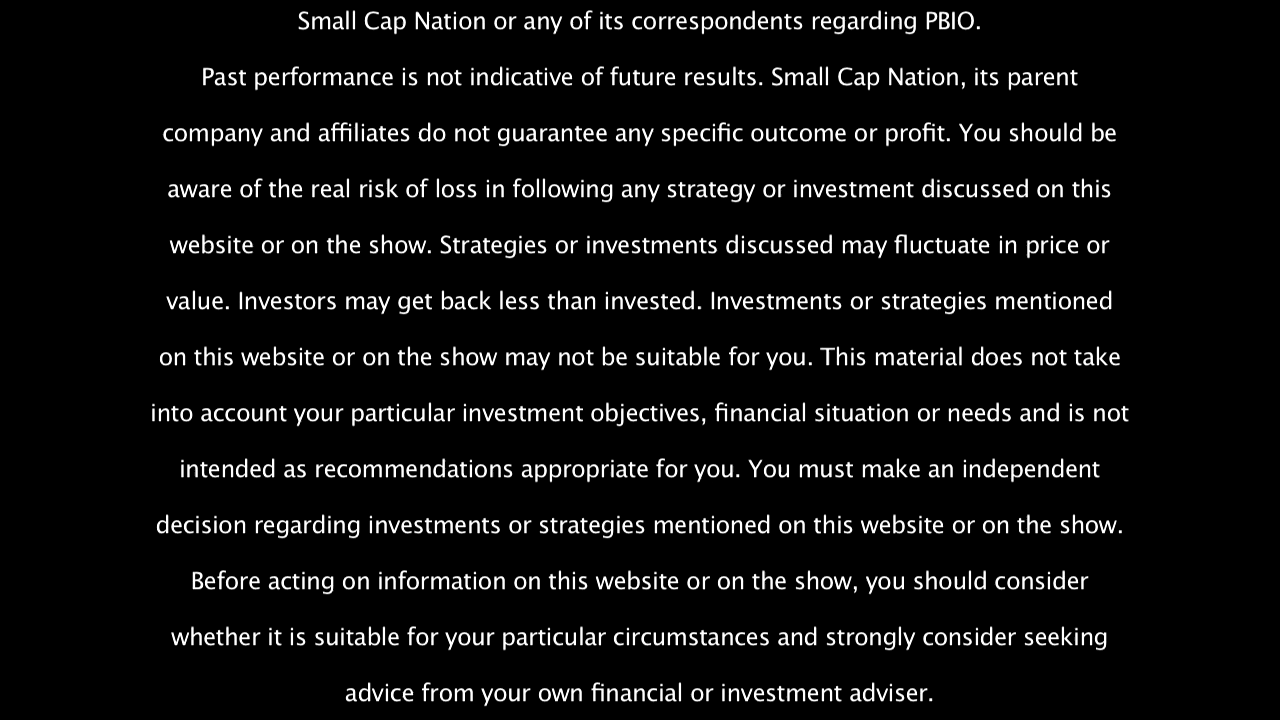 Small Cap Nation or any of its correspondents regarding PBIO.
Past performance is not indicative of future results. Small Cap Nation, its parent
company and affiliates do not guarantee any specific outcome or profit. You should be
aware of the real risk of loss in following any strategy or investment discussed on this
website or on the show. Strategies or investments discussed may fluctuate in price or
value. Investors may get back less than invested. Investments or strategies mentioned
on this website or on the show may not be suitable for you. This material does not take
into account your particular investment objectives, financial situation or needs and is not
intended as recommendations appropriate for you. You must make an independent
decision regarding investments or strategies mentioned on this website or on the show.
Before acting on information on this website or on the show, you should consider
whether it is suitable for your particular circumstances and strongly consider seeking
advice from your own financial or investment adviser.